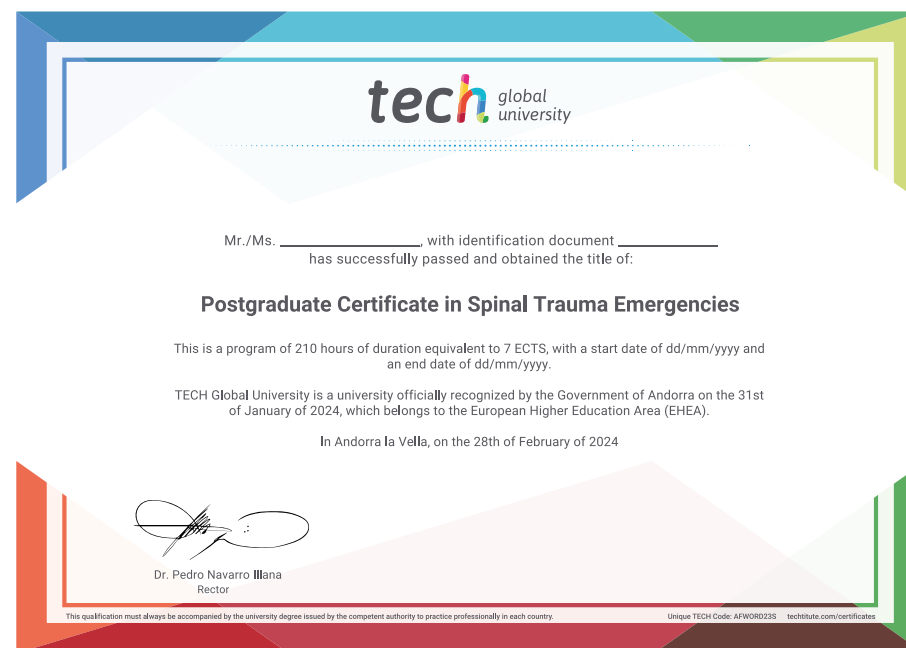 tech global
university
Mr./Ms. ____________, with identification document ____________
has successfully passed and obtained the title of:
Postgraduate Certificate in Spinal Trauma Emergencies
This is a program of 210 hours of duration equivalent to 7 ECTS, with a start date of dd/mm/yyyy and
an end date of dd/mm/yyyy.
TECH Global University is a university officially recognized by the Government of Andorra on the 31st
of January of 2024, which belongs to the European Higher Education Area (EHEA).
In Andorra la Vella, on the 28th of February of 2024
Dr. Pedro Navarro Illana
Rector
This qualification must always be accompanied by the university degree issued by the competent authority to practice professionally in each country.
Unique TECH Code: AFWORD23S techtitute.com/certificates